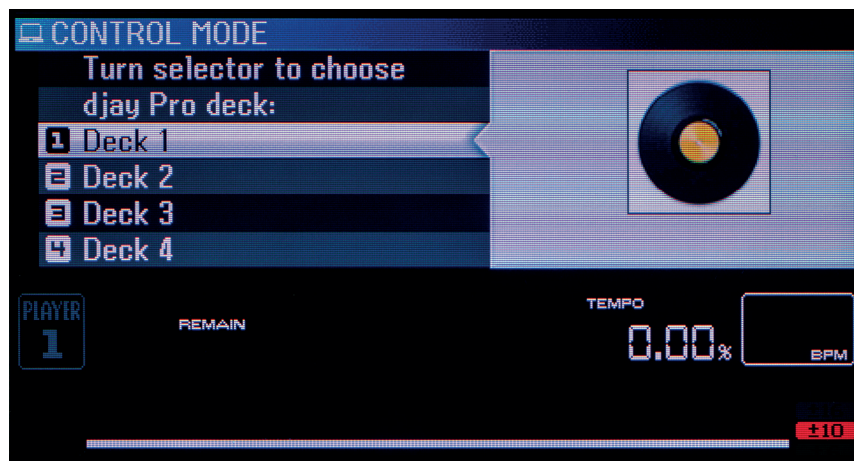 CONTROL MODE
Turn selector to choose
djay Pro deck:
1 Deck 1
2 Deck 2
3 Deck 3
4 Deck 4
PLAYER
1
REMAIN
TEMPO
0.00%
BPM
±10